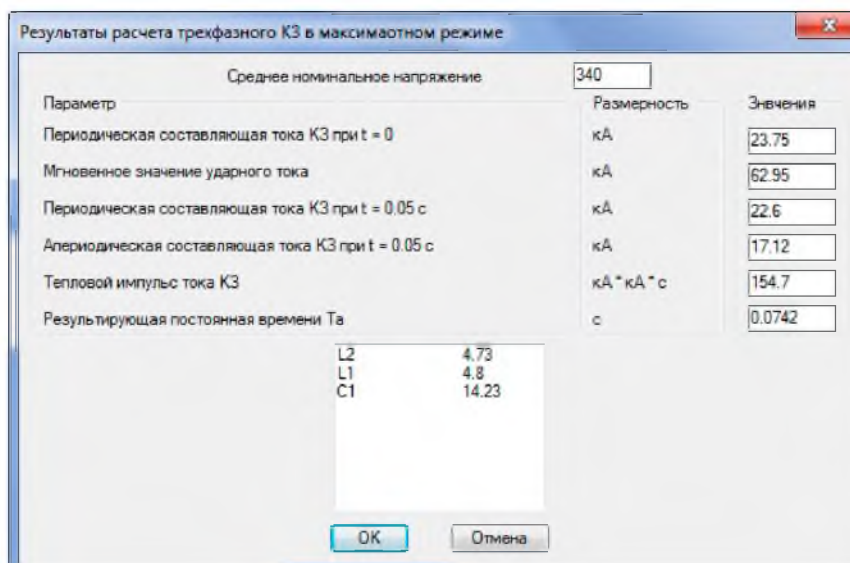 Результаты расчета трехфазного КЗ в максимаотном режиме
Среднее номинальное напряжение 340
Параметр Размерность Знвчения
Периодическая составляющая тока КЗ при t = 0 кА 23.75
Мгновенное значение ударного тока кА 62.95
Периодическая составляющая тока КЗ при t = 0.05 с кА 22.6
Апериодическая составляющая тока КЗ при t = 0.05 с кА 17.12
Тепловой импульс тока КЗ кА*кА*с 154.7
Результирующая постоянная времени Ta с 0.0742
L2 4.73
L1 4.8
C1 14.23
OK Отмена